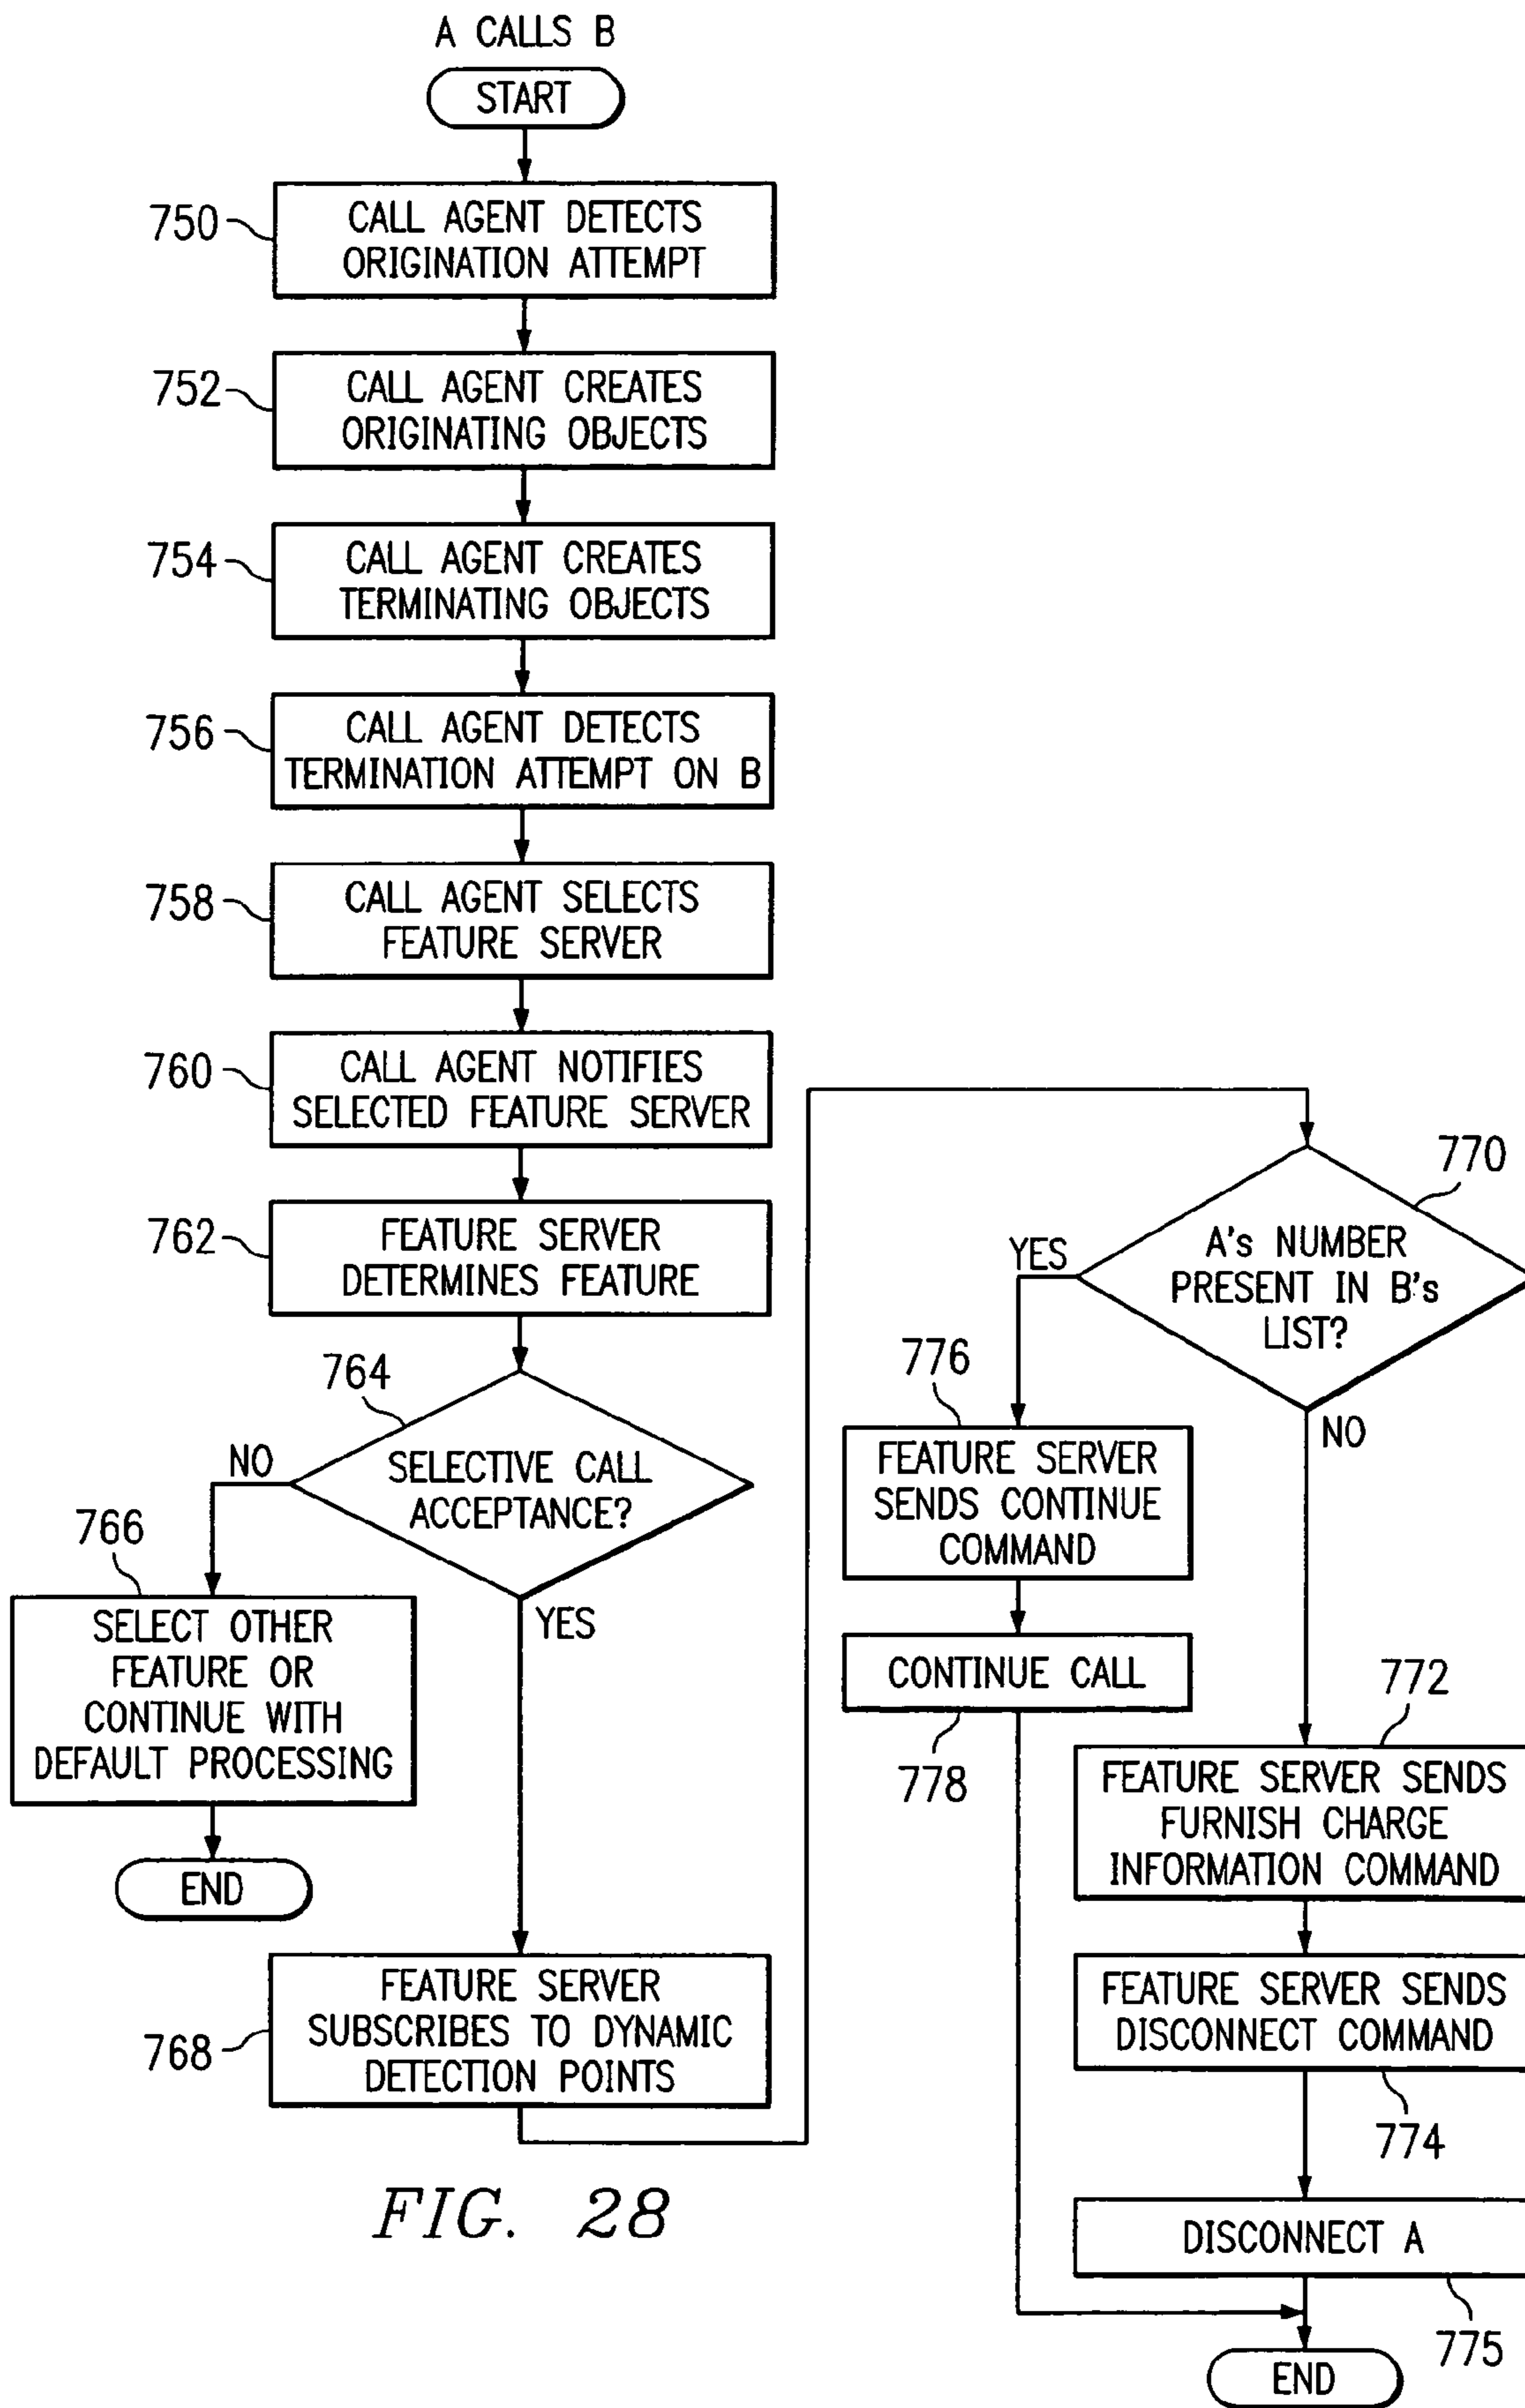 A CALLS B
START
750
CALL AGENT DETECTS
ORIGINATION ATTEMPT
752
CALL AGENT CREATES
ORIGINATING OBJECTS
754
CALL AGENT CREATES
TERMINATING OBJECTS
756
CALL AGENT DETECTS
TERMINATION ATTEMPT ON B
758
CALL AGENT SELECTS
FEATURE SERVER
760
CALL AGENT NOTIFIES
SELECTED FEATURE SERVER
762
FEATURE SERVER
DETERMINES FEATURE
764
SELECTIVE CALL
ACCEPTANCE?
NO
766
SELECT OTHER
FEATURE OR
CONTINUE WITH
DEFAULT PROCESSING
END
YES
768
FEATURE SERVER
SUBSCRIBES TO DYNAMIC
DETECTION POINTS
770
A's NUMBER
PRESENT IN B's
LIST?
YES
776
FEATURE SERVER
SENDS CONTINUE
COMMAND
CONTINUE CALL
778
NO
772
FEATURE SERVER SENDS
FURNISH CHARGE
INFORMATION COMMAND
FEATURE SERVER SENDS
DISCONNECT COMMAND
774
DISCONNECT A
775
END
FIG. 28